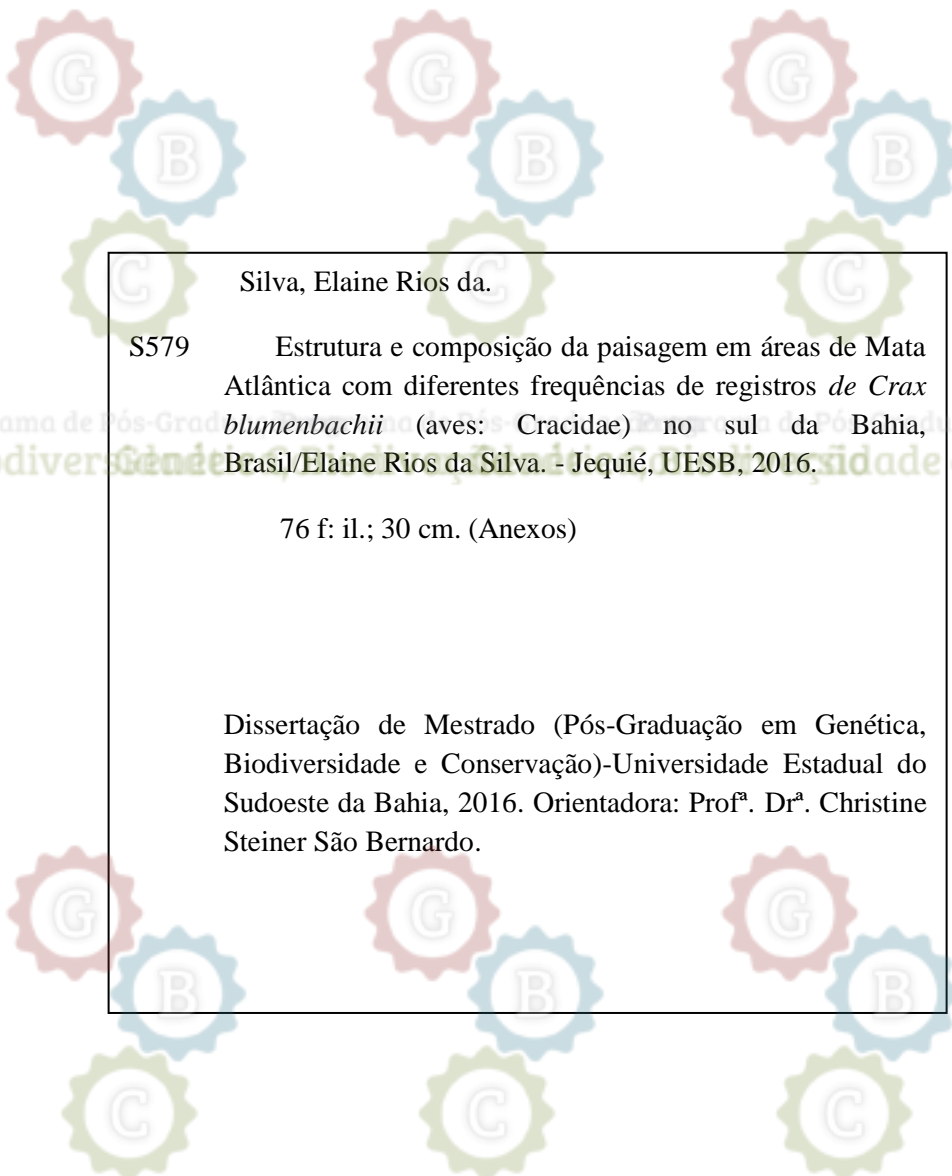 Silva, Elaine Rios da.
S579 Estrutura e composição da paisagem em áreas de Mata
Atlântica com diferentes frequências de registros de Crax
blumenbachii (aves: Cracidae) no sul da Bahia,
Brasil/Elaine Rios da Silva. - Jequié, UESB, 2016.
76 f: il.; 30 cm. (Anexos)
Dissertação de Mestrado (Pós-Graduação em Genética,
Biodiversidade e Conservação)-Universidade Estadual do
Sudoeste da Bahia, 2016. Orientadora: Profª. Drª. Christine
Steiner São Bernardo.
G
G
G
B
B
B
C
C
C
G
G
G
B
B
B
C
C
C